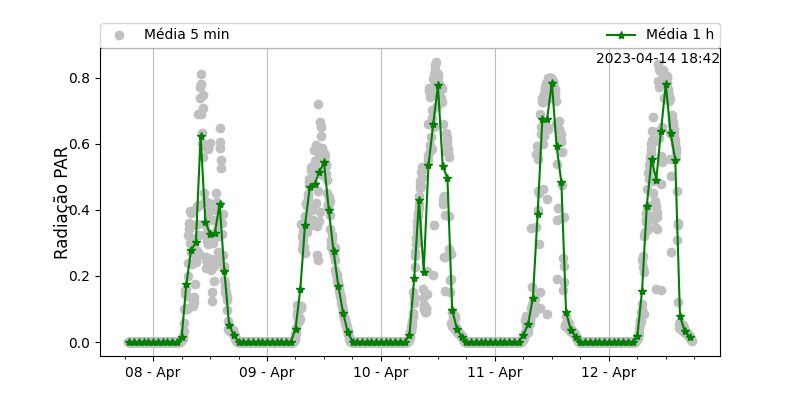 Média 5 min
Média 1 h
2023-04-14 18:42
Radiação PAR
0.8
0.6
0.4
0.2
0.0
08 - Apr
09 - Apr
10 - Apr
11 - Apr
12 - Apr